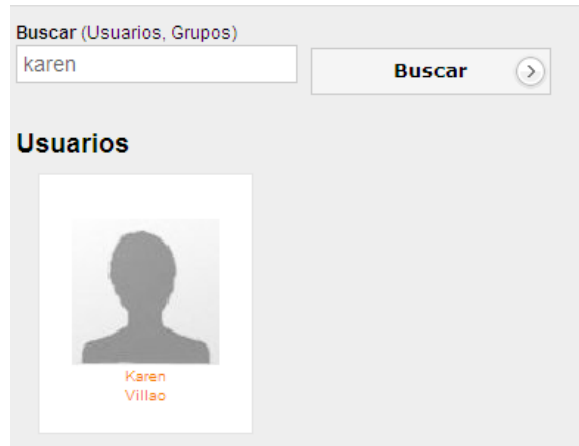 Buscar (Usuarios, Grupos)
karen
Buscar
Usuarios
Karen
Villao